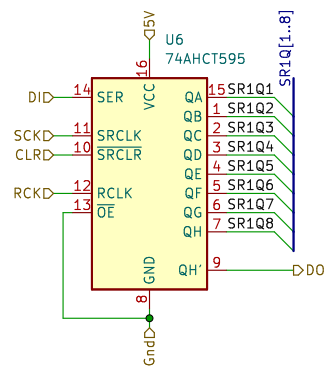 5V
U6
74AHCT595
SR1Q[1..8]
16
VCC
DI 14 SER QA 15 SR1Q1
QB 1 SR1Q2
SCK 11 SRCLK QC 2 SR1Q3
CLR 10 SRCLR QD 3 SR1Q4
QE 4 SR1Q5
RCK 12 RCLK QF 5 SR1Q6
13 OE QG 6 SR1Q7
QH 7 SR1Q8
GND
QH' 9 DO
8
Gnd